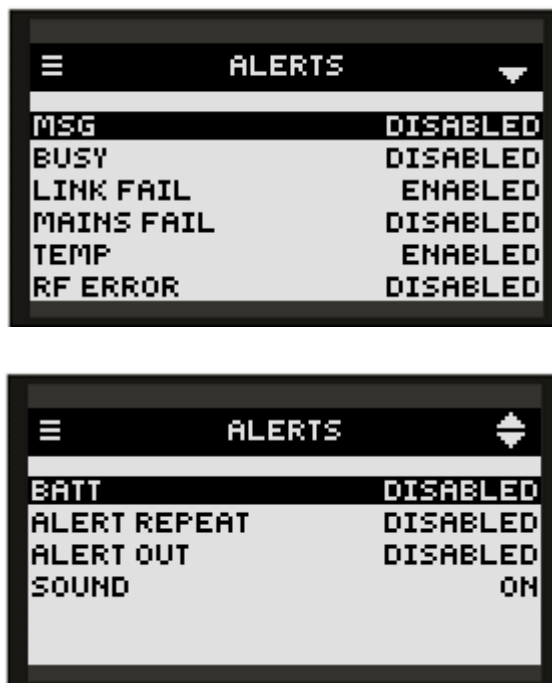 ALERTS
MSG DISABLED
BUSY DISABLED
LINK FAIL ENABLED
MAINS FAIL DISABLED
TEMP ENABLED
RF ERROR DISABLED
ALERTS
BATT DISABLED
ALERT REPEAT DISABLED
ALERT OUT DISABLED
SOUND ON